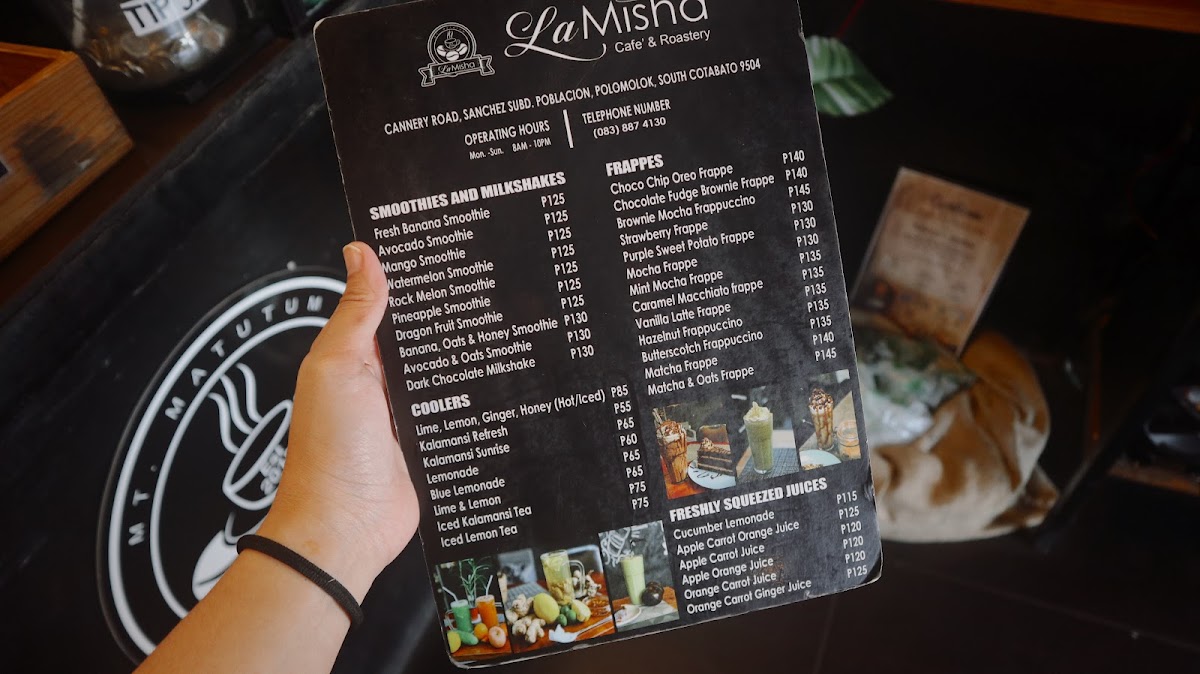 TIP
La Misha
LaMisha
Cafe' & Roastery
CANNERY ROAD, SANCHEZ SUBD. POBLACION, POLOMOLOK, SOUTH COTABATO 9504
OPERATING HOURS
Mon. -Sun. 8AM - 10PM
TELEPHONE NUMBER
(083) 887 4130
SMOOTHIES AND MILKSHAKES
Fresh Banana Smoothie P125
Avocado Smoothie P125
Mango Smoothie P125
Watermelon Smoothie P125
Rock Melon Smoothie P125
Pineapple Smoothie P125
Dragon Fruit Smoothie P125
Banana, Oats & Honey Smoothie P130
Avocado & Oats Smoothie P130
Dark Chocolate Milkshake P130
COOLERS
Lime, Lemon, Ginger, Honey (Hot/Iced) P85
Kalamansi Refresh P55
Kalamansi Sunrise P65
Lemonade P60
Blue Lemonade P65
Lime & Lemon P65
Iced Kalamansi Tea P75
Iced Lemon Tea P75
FRAPPES
Choco Chip Oreo Frappe P140
Chocolate Fudge Brownie Frappe P140
Brownie Mocha Frappuccino P145
Strawberry Frappe P130
Purple Sweet Potato Frappe P130
Mocha Frappe P130
Mint Mocha Frappe P135
Caramel Macchiato frappe P135
Vanilla Latte Frappe P135
Hazelnut Frappuccino P135
Butterscotch Frappuccino P135
Matcha Frappe P140
Matcha & Oats Frappe P145
FRESHLY SQUEEZED JUICES
Cucumber Lemonade P115
Apple Carrot Orange Juice P125
Apple Carrot Juice P120
Apple Orange Juice P120
Orange Carrot Juice P120
Orange Carrot Ginger Juice P125
MT. MATUTUM